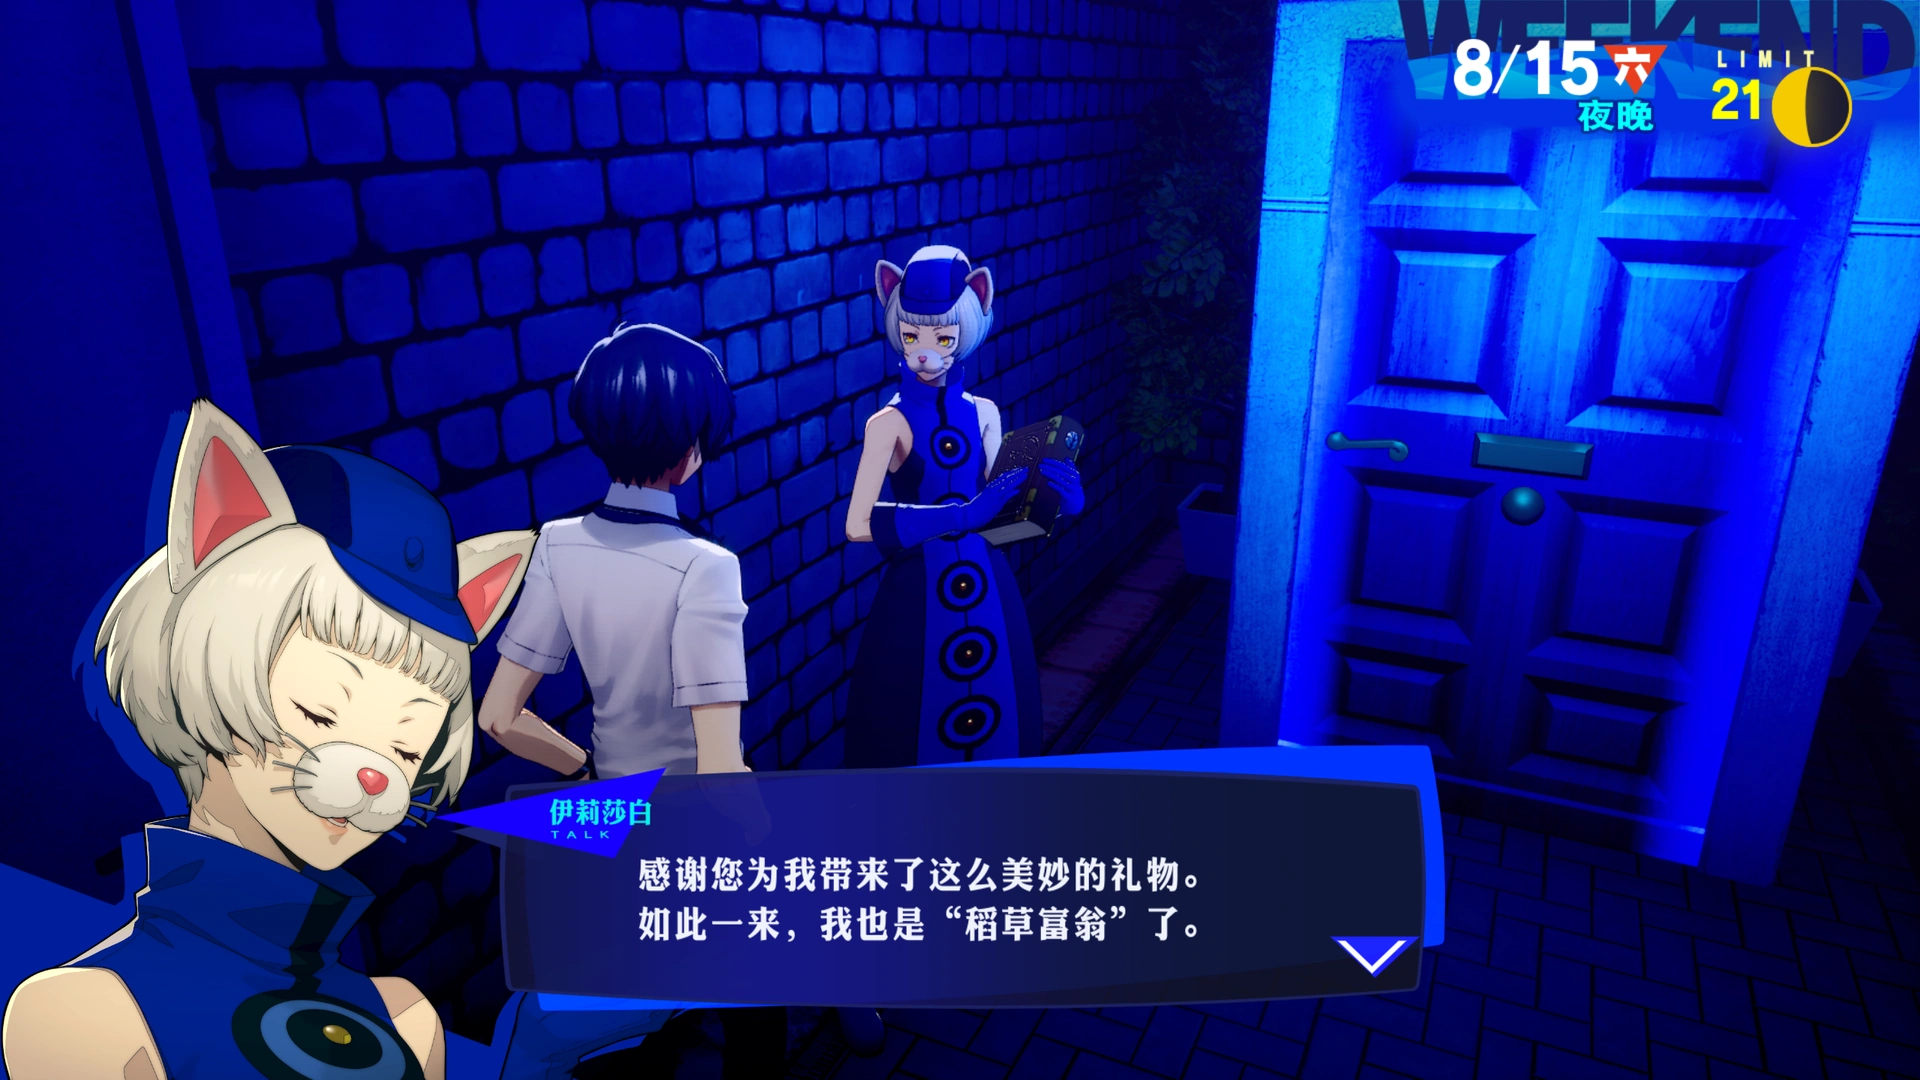 WEEKEND
8/15 六
夜晚
LIMIT
21
伊莉莎白
TALK
感谢您为我带来了这么美妙的礼物。
如此一来，我也是“稻草富翁”了。